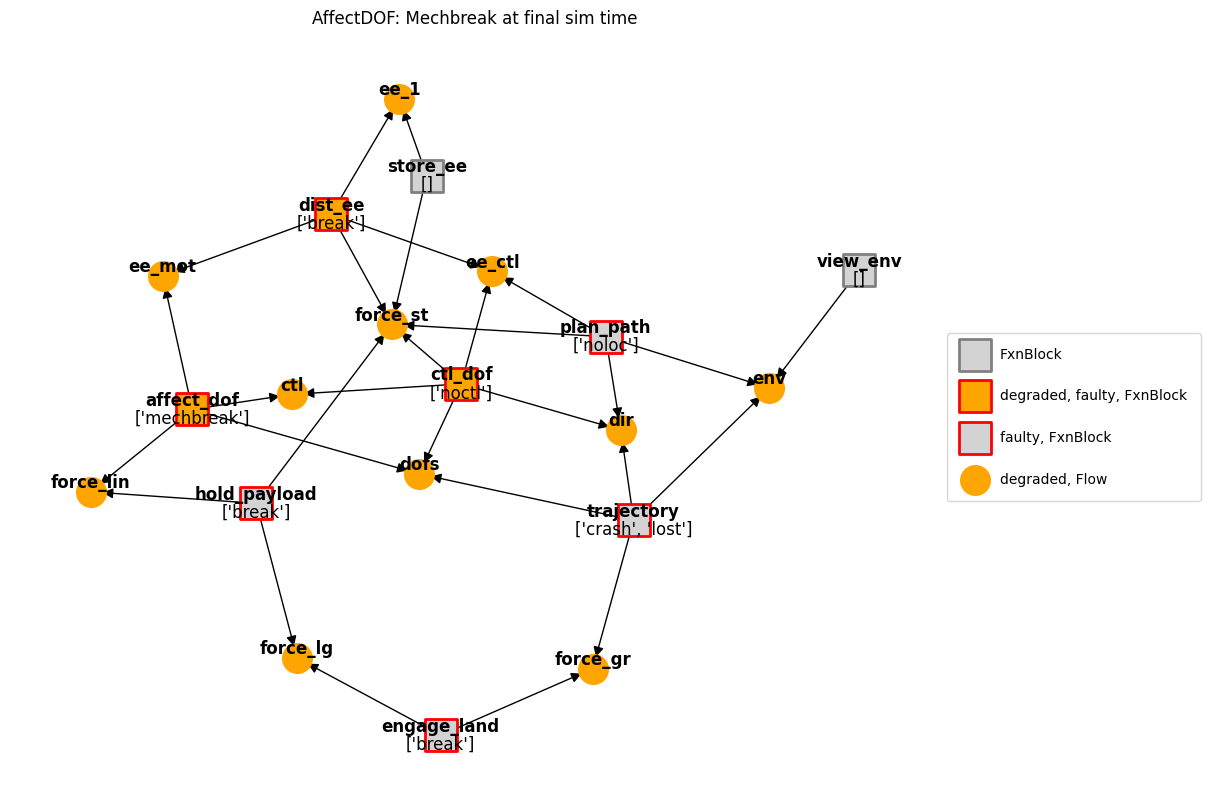 AffectDOF: Mechbreak at final sim time
ee_1
store_ee
[]
dist_ee
['break']
ee_mot
ee_ctl
view_env
[]
force_st
plan_path
['noloc']
ctl_dof
['noctl']
ctl
env
affect_dof
['mechbreak']
dir
dofs
force_lin
hold_payload
['break']
trajectory
['crash', 'lost']
force_lg
force_gr
engage_land
['break']
FxnBlock
degraded, faulty, FxnBlock
faulty, FxnBlock
degraded, Flow